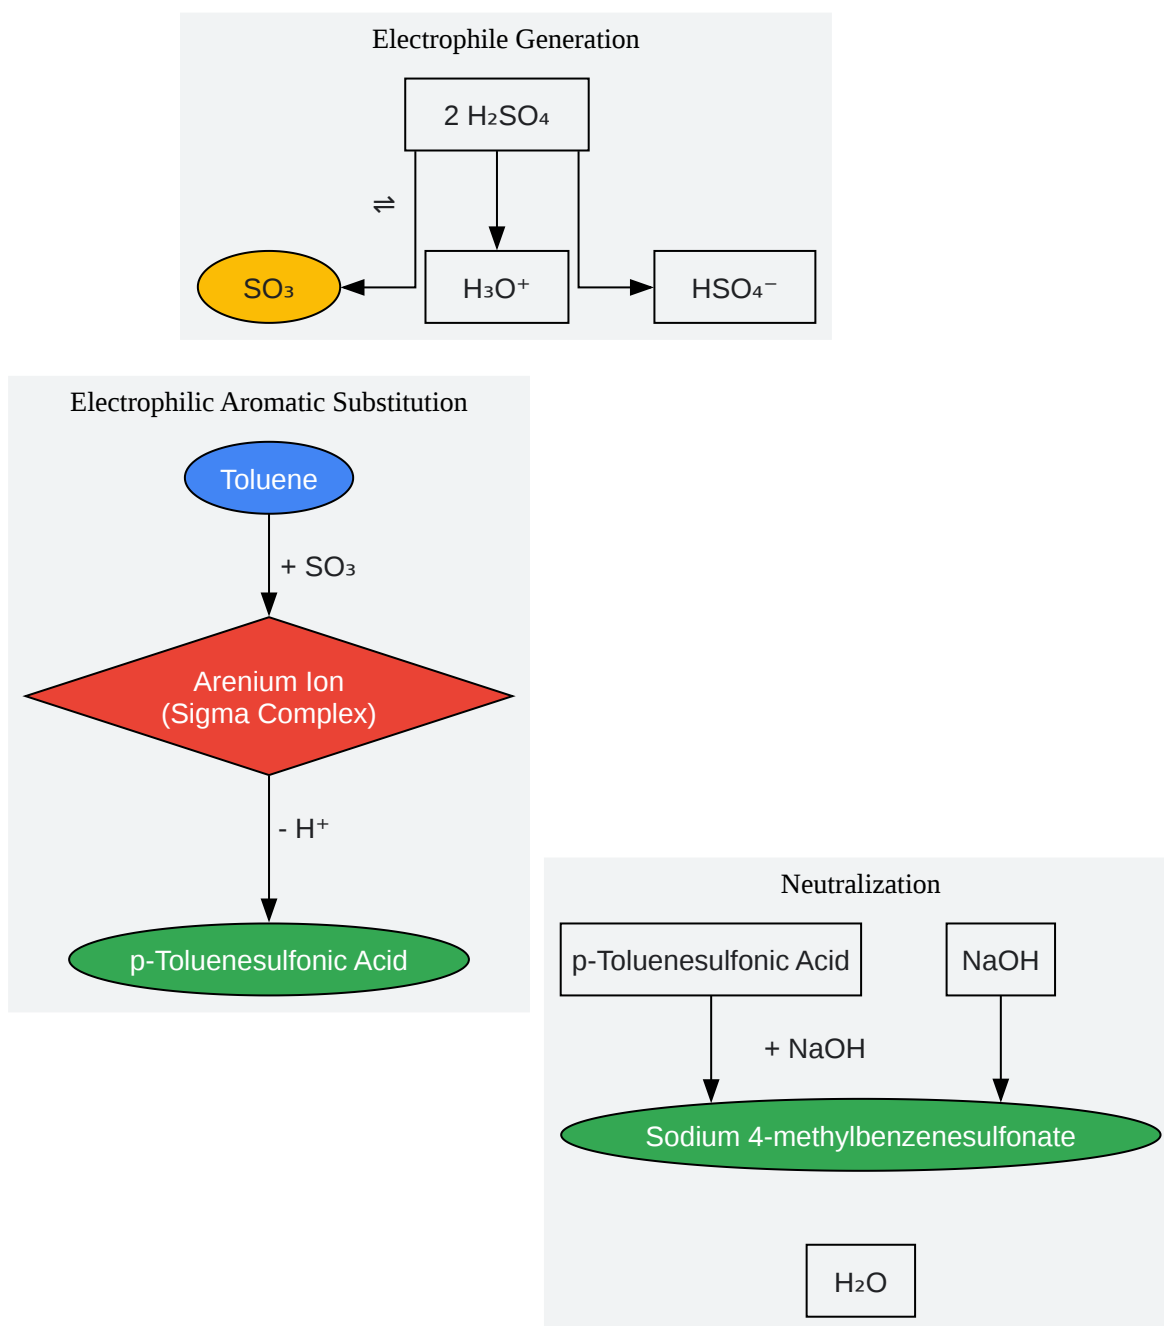 Electrophile Generation
2 H₂SO₄
⇌
SO₃
H₃O⁺
HSO₄⁻
Electrophilic Aromatic Substitution
Toluene
+ SO₃
Arenium Ion
(Sigma Complex)
- H⁺
p-Toluenesulfonic Acid
Neutralization
p-Toluenesulfonic Acid
NaOH
+ NaOH
Sodium 4-methylbenzenesulfonate
H₂O